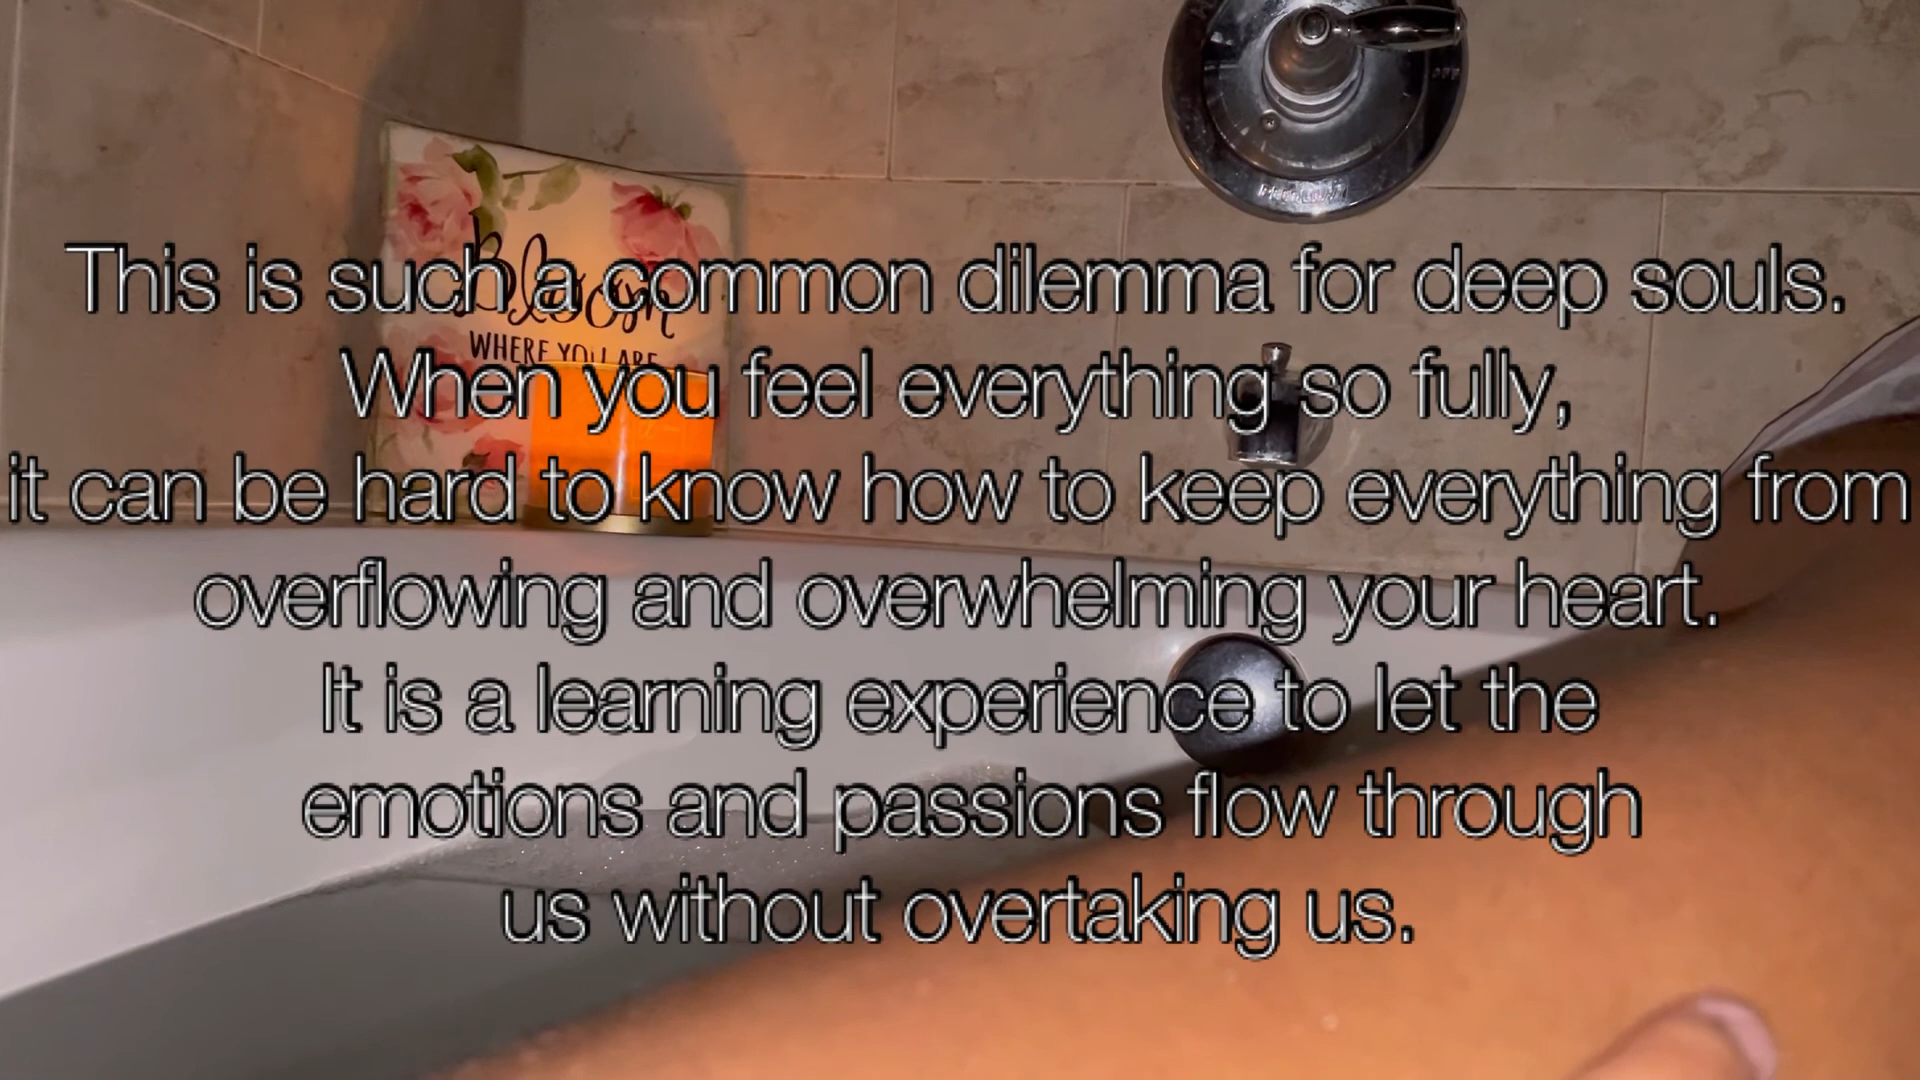 Bloom
WHERE YOU ARE
This is such a common dilemma for deep souls.
When you feel everything so fully,
it can be hard to know how to keep everything from
overflowing and overwhelming your heart.
It is a learning experience to let the
emotions and passions flow through
us without overtaking us.